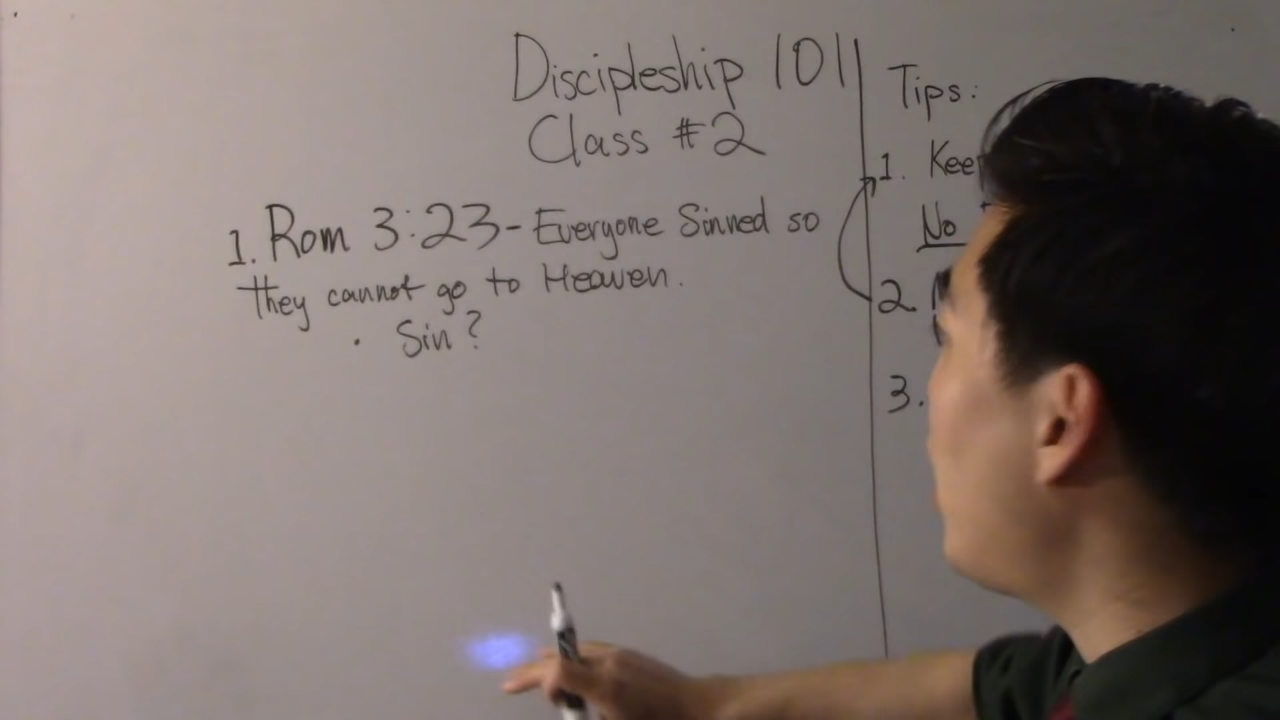 Discipleship 101
Class #2
1. Rom 3:23 - Everyone Sinned so
they cannot go to Heaven.
· Sin?
Tips:
1.
No
2
3.